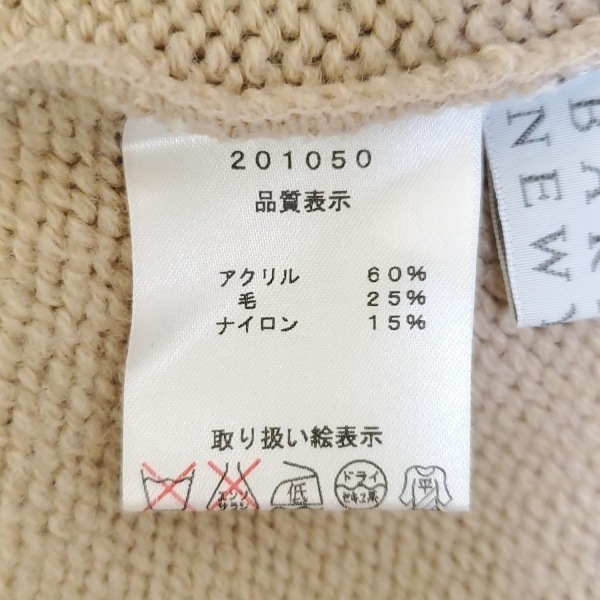 201050
品質表示
アクリル 60%
毛 25%
ナイロン 15%
取り扱い絵表示
エンソ
サラシ
低
ドライ
セキユ系
平
NEW